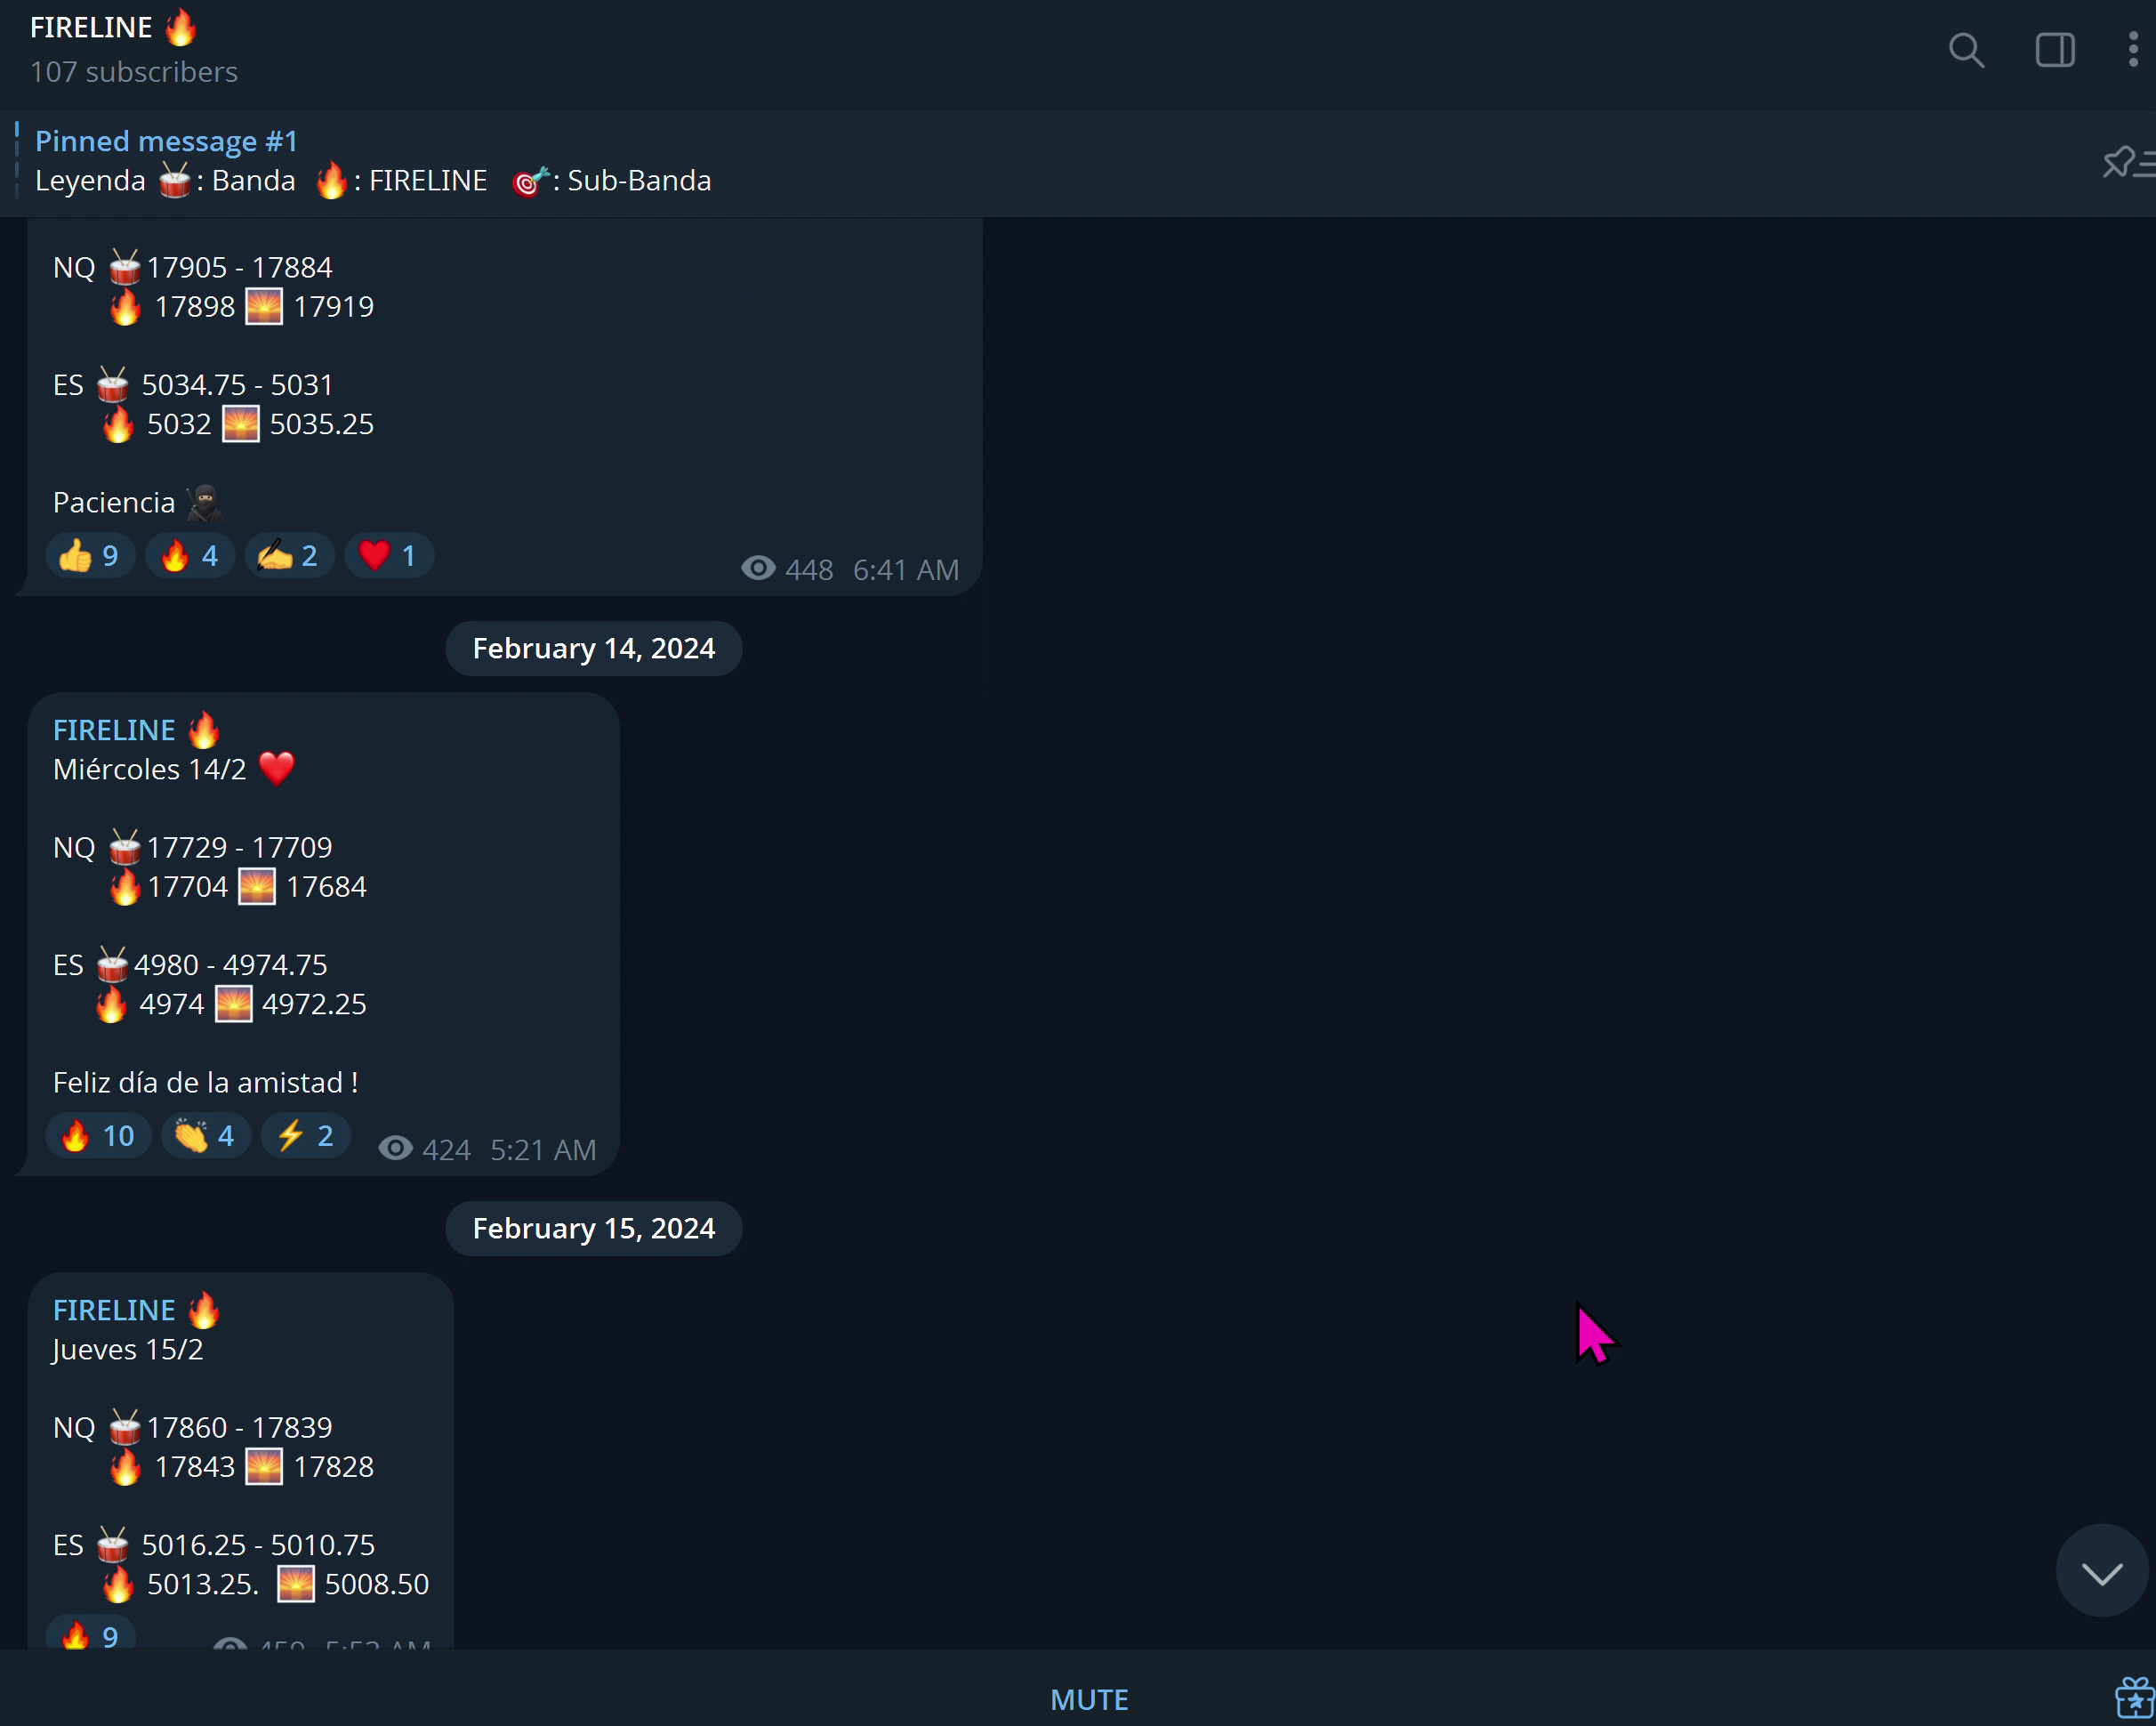 FIRELINE 🔥
107 subscribers
Pinned message #1
Leyenda 🥁: Banda 🔥: FIRELINE 🎯: Sub-Banda
NQ 🥁17905 - 17884
🔥 17898 🌅 17919
ES 🥁 5034.75 - 5031
🔥 5032 🌅 5035.25
Paciencia 🥷
👍 9 🔥 4 ✍️ 2 ❤️ 1 448 6:41 AM
February 14, 2024
FIRELINE 🔥
Miércoles 14/2 ❤️
NQ 🥁17729 - 17709
🔥17704 🌅 17684
ES 🥁4980 - 4974.75
🔥 4974 🌅 4972.25
Feliz día de la amistad !
🔥 10 👏 4 ⚡ 2 424 5:21 AM
February 15, 2024
FIRELINE 🔥
Jueves 15/2
NQ 🥁17860 - 17839
🔥 17843 🌅 17828
ES 🥁 5016.25 - 5010.75
🔥 5013.25. 🌅 5008.50
🔥 9
MUTE